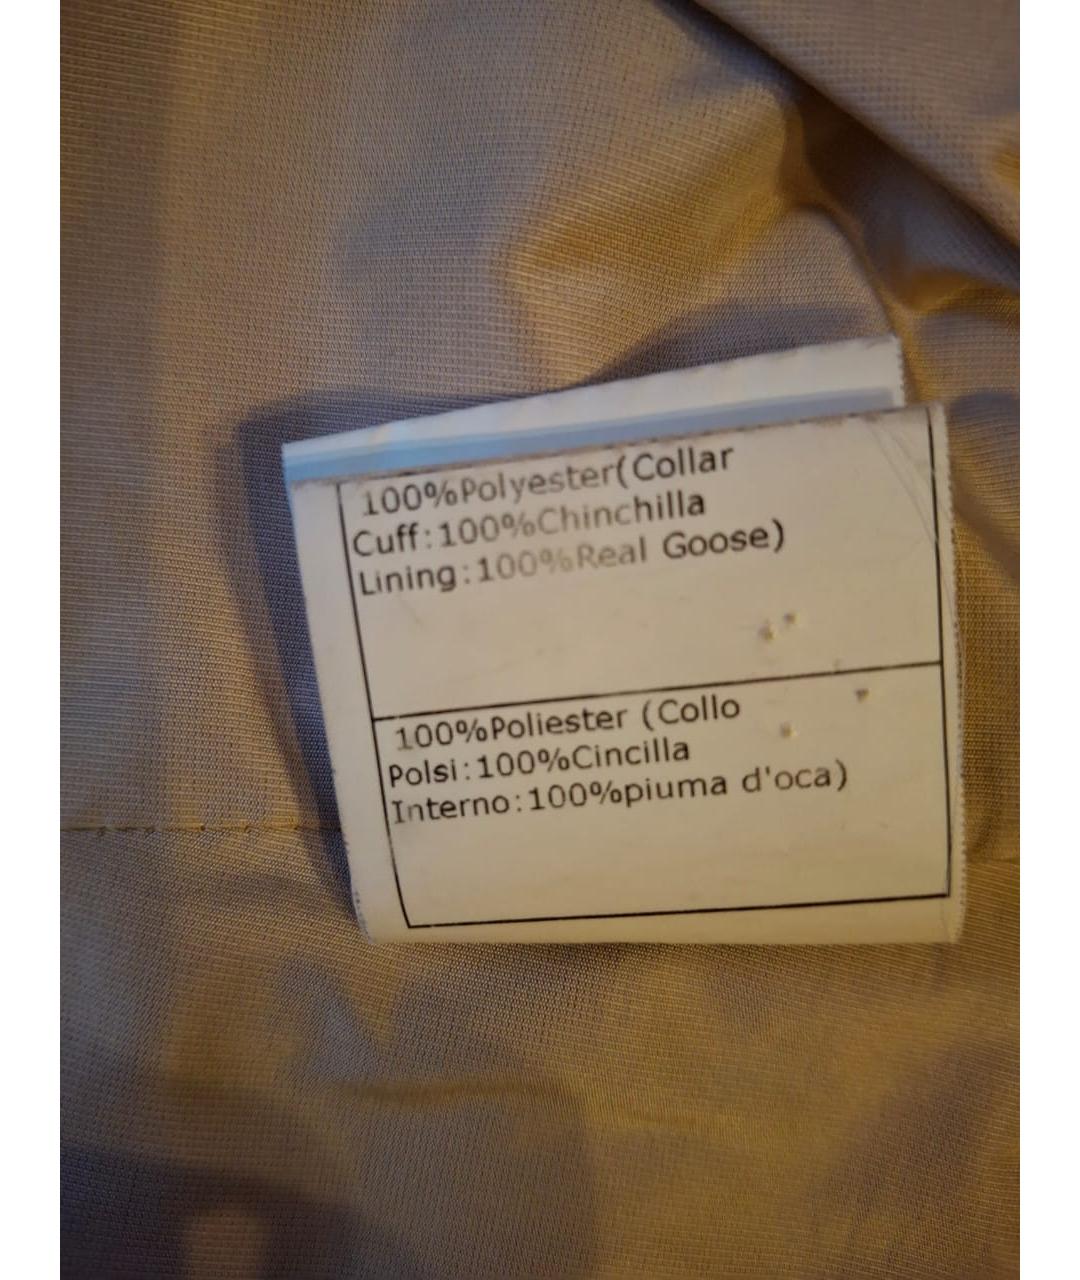 100%Polyester(Collar
Cuff:100%Chinchilla
Lining:100%Real Goose)
100%Poliester (Collo
Polsi:100%Cincilla
Interno:100%piuma d'oca)